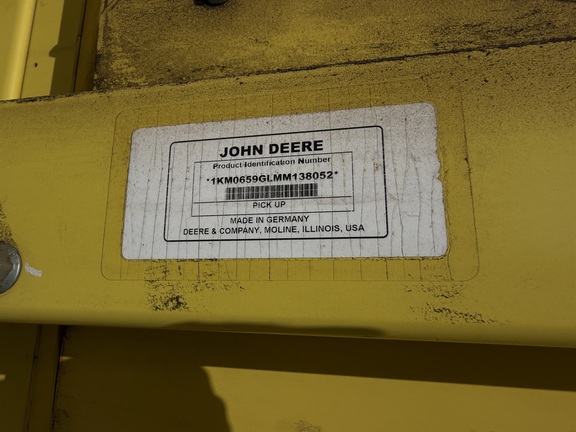 JOHN DEERE
Product Identification Number
*1KM0659GLMM138052*
PICK UP
MADE IN GERMANY
DEERE & COMPANY, MOLINE, ILLINOIS, USA